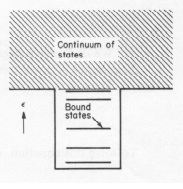 Continuum of
states
ϵ
Bound
states